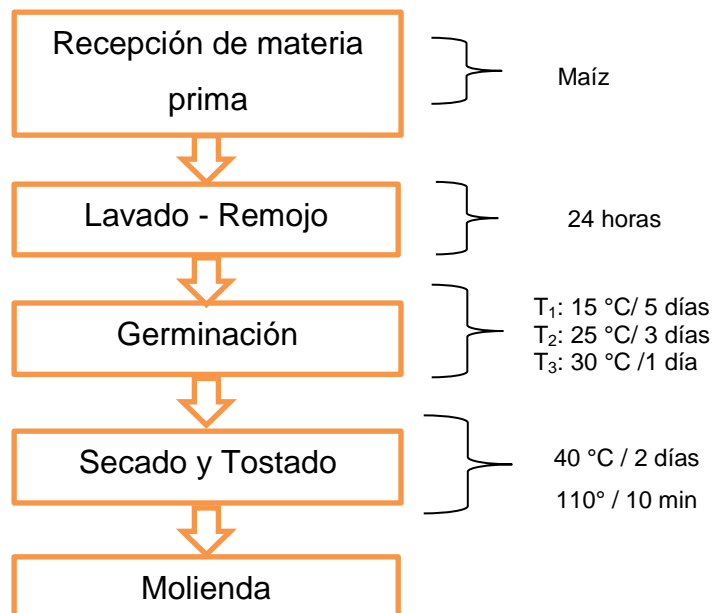 Recepción de materia
prima
Maíz
Lavado - Remojo
24 horas
Germinación
T₁: 15 °C/ 5 días
T₂: 25 °C/ 3 días
T₃: 30 °C /1 día
Secado y Tostado
40 °C / 2 días
110° / 10 min
Molienda